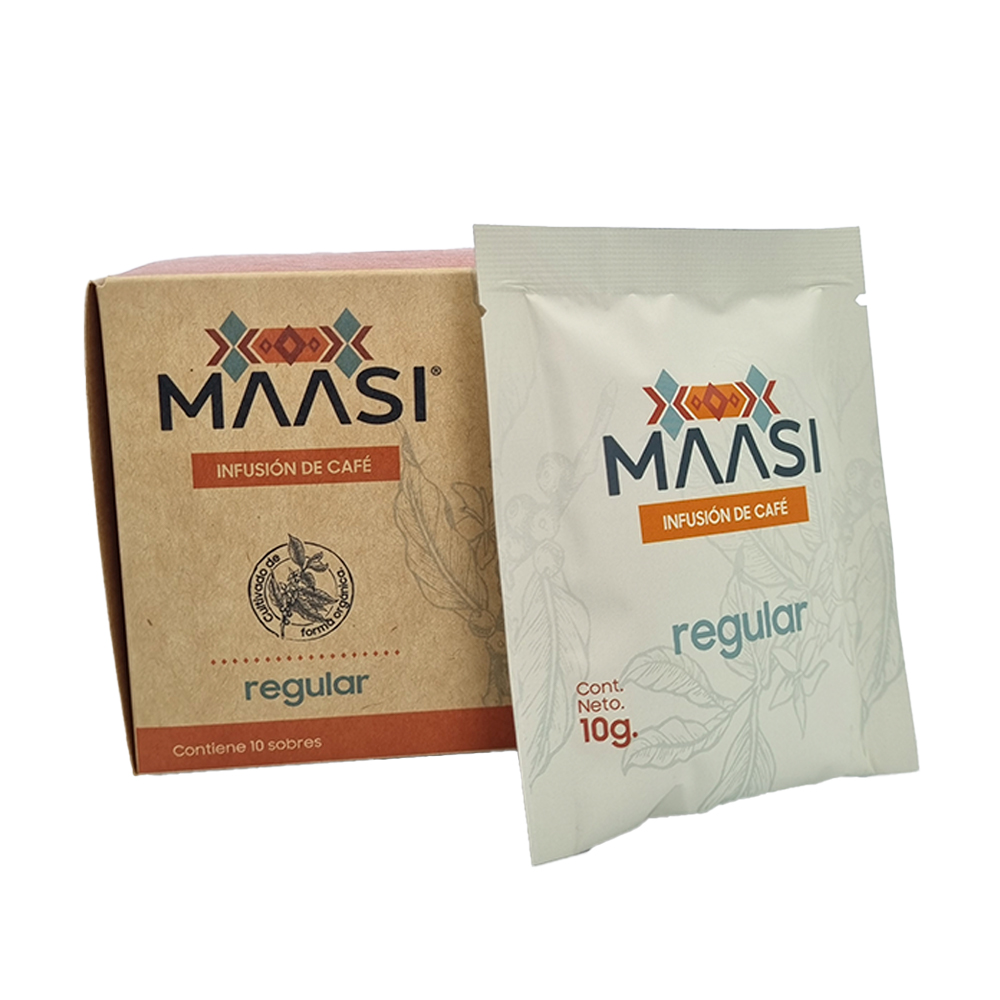 MAASI®
INFUSIÓN DE CAFÉ
Cultivado de
forma orgánica.
regular
Contiene 10 sobres
MAASI
INFUSIÓN DE CAFÉ
regular
Cont.
Neto.
10g.